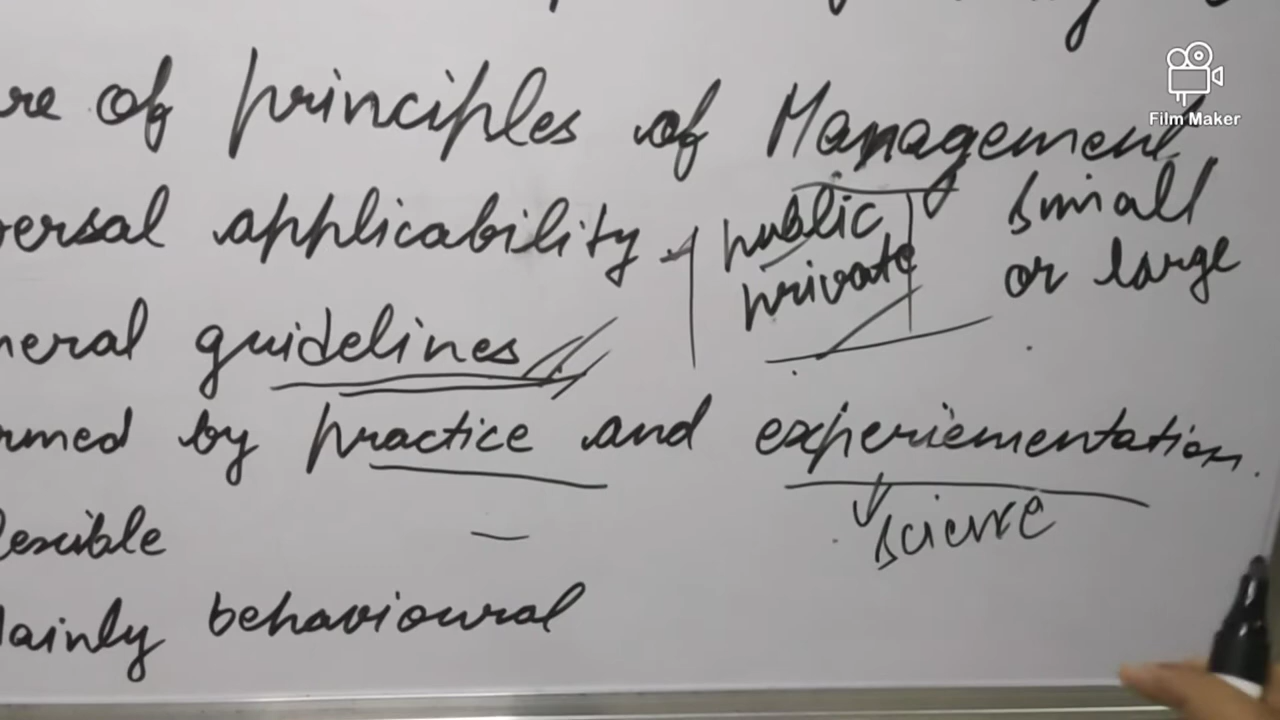 Film Maker
re of principles of Management
ersal applicability public small
private or large
neral guidelines
rmed by practice and experiementation.
science
lexible
Mainly behavioural